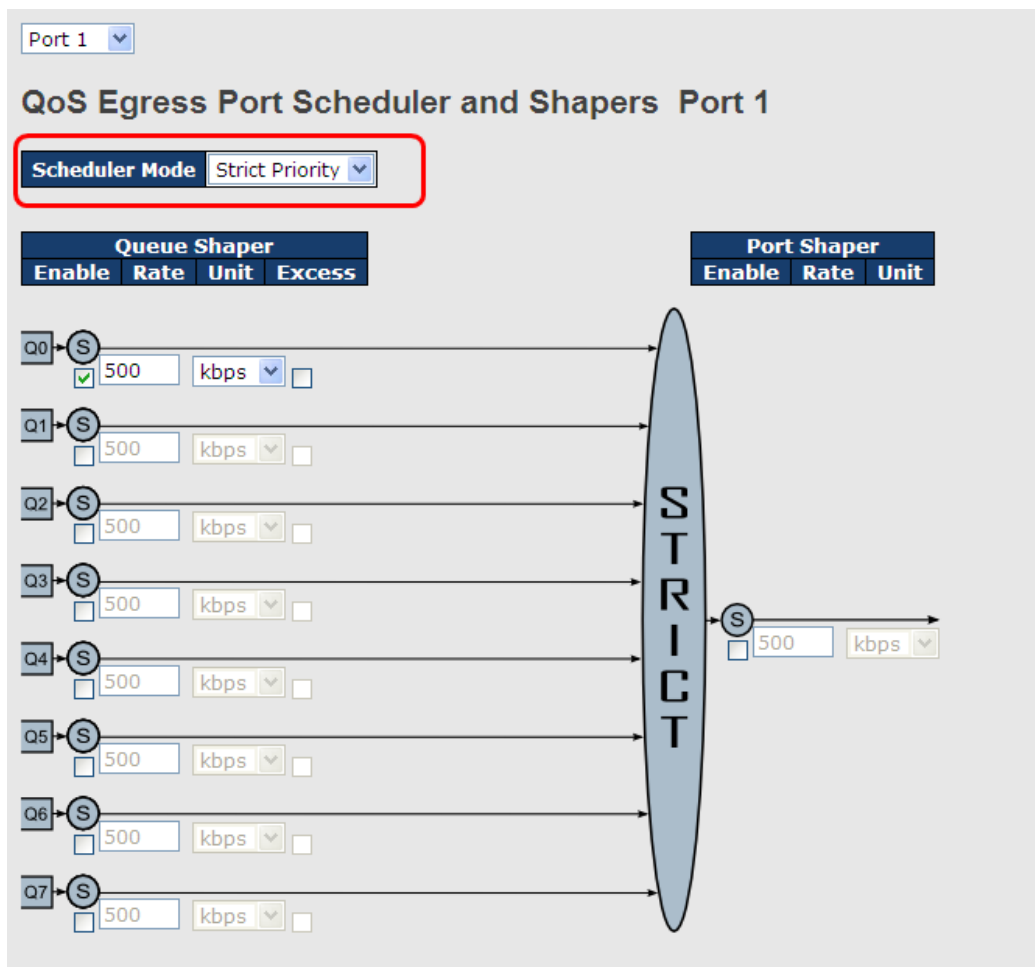 Port 1
QoS Egress Port Scheduler and Shapers Port 1
Scheduler Mode Strict Priority
Queue Shaper
Enable Rate Unit Excess
Port Shaper
Enable Rate Unit
Q0 S
500 kbps
Q1 S
500 kbps
Q2 S
500 kbps
Q3 S
500 kbps
Q4 S
500 kbps
Q5 S
500 kbps
Q6 S
500 kbps
Q7 S
500 kbps
STRICT
S
500 kbps